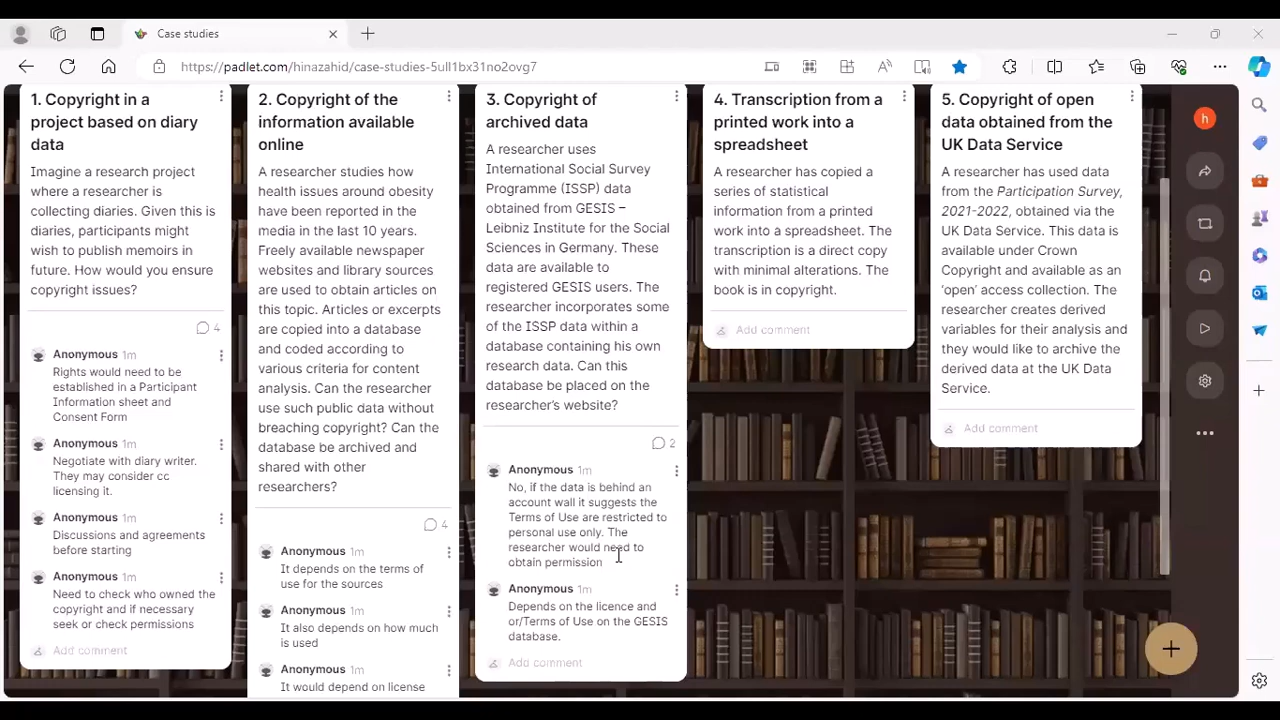 Case studies
https://padlet.com/hinazahid/case-studies-5ull1bx31no2ovg7
h
1. Copyright in a
project based on diary
data
Imagine a research project
where a researcher is
collecting diaries. Given this is
diaries, participants might
wish to publish memoirs in
future. How would you ensure
copyright issues?
4
Anonymous 1m
Rights would need to be
established in a Participant
Information sheet and
Consent Form
Anonymous 1m
Negotiate with diary writer.
They may consider cc
licensing it.
Anonymous 1m
Discussions and agreements
before starting
Anonymous 1m
Need to check who owned the
copyright and if necessary
seek or check permissions
Add comment
2. Copyright of the
information available
online
A researcher studies how
health issues around obesity
have been reported in the
media in the last 10 years.
Freely available newspaper
websites and library sources
are used to obtain articles on
this topic. Articles or excerpts
are copied into a database
and coded according to
various criteria for content
analysis. Can the researcher
use such public data without
breaching copyright? Can the
database be archived and
shared with other
researchers?
4
Anonymous 1m
It depends on the terms of
use for the sources
Anonymous 1m
It also depends on how much
is used
Anonymous 1m
It would depend on license
3. Copyright of
archived data
A researcher uses
International Social Survey
Programme (ISSP) data
obtained from GESIS –
Leibniz Institute for the Social
Sciences in Germany. These
data are available to
registered GESIS users. The
researcher incorporates some
of the ISSP data within a
database containing his own
research data. Can this
database be placed on the
researcher's website?
2
Anonymous 1m
No, if the data is behind an
account wall it suggests the
Terms of Use are restricted to
personal use only. The
researcher would need to
obtain permission
Anonymous 1m
Depends on the licence and
or/Terms of Use on the GESIS
database.
Add comment
4. Transcription from a
printed work into a
spreadsheet
A researcher has copied a
series of statistical
information from a printed
work into a spreadsheet. The
transcription is a direct copy
with minimal alterations. The
book is in copyright.
Add comment
5. Copyright of open
data obtained from the
UK Data Service
A researcher has used data
from the Participation Survey,
2021-2022, obtained via the
UK Data Service. This data is
available under Crown
Copyright and available as an
'open' access collection. The
researcher creates derived
variables for their analysis and
they would like to archive the
derived data at the UK Data
Service.
Add comment